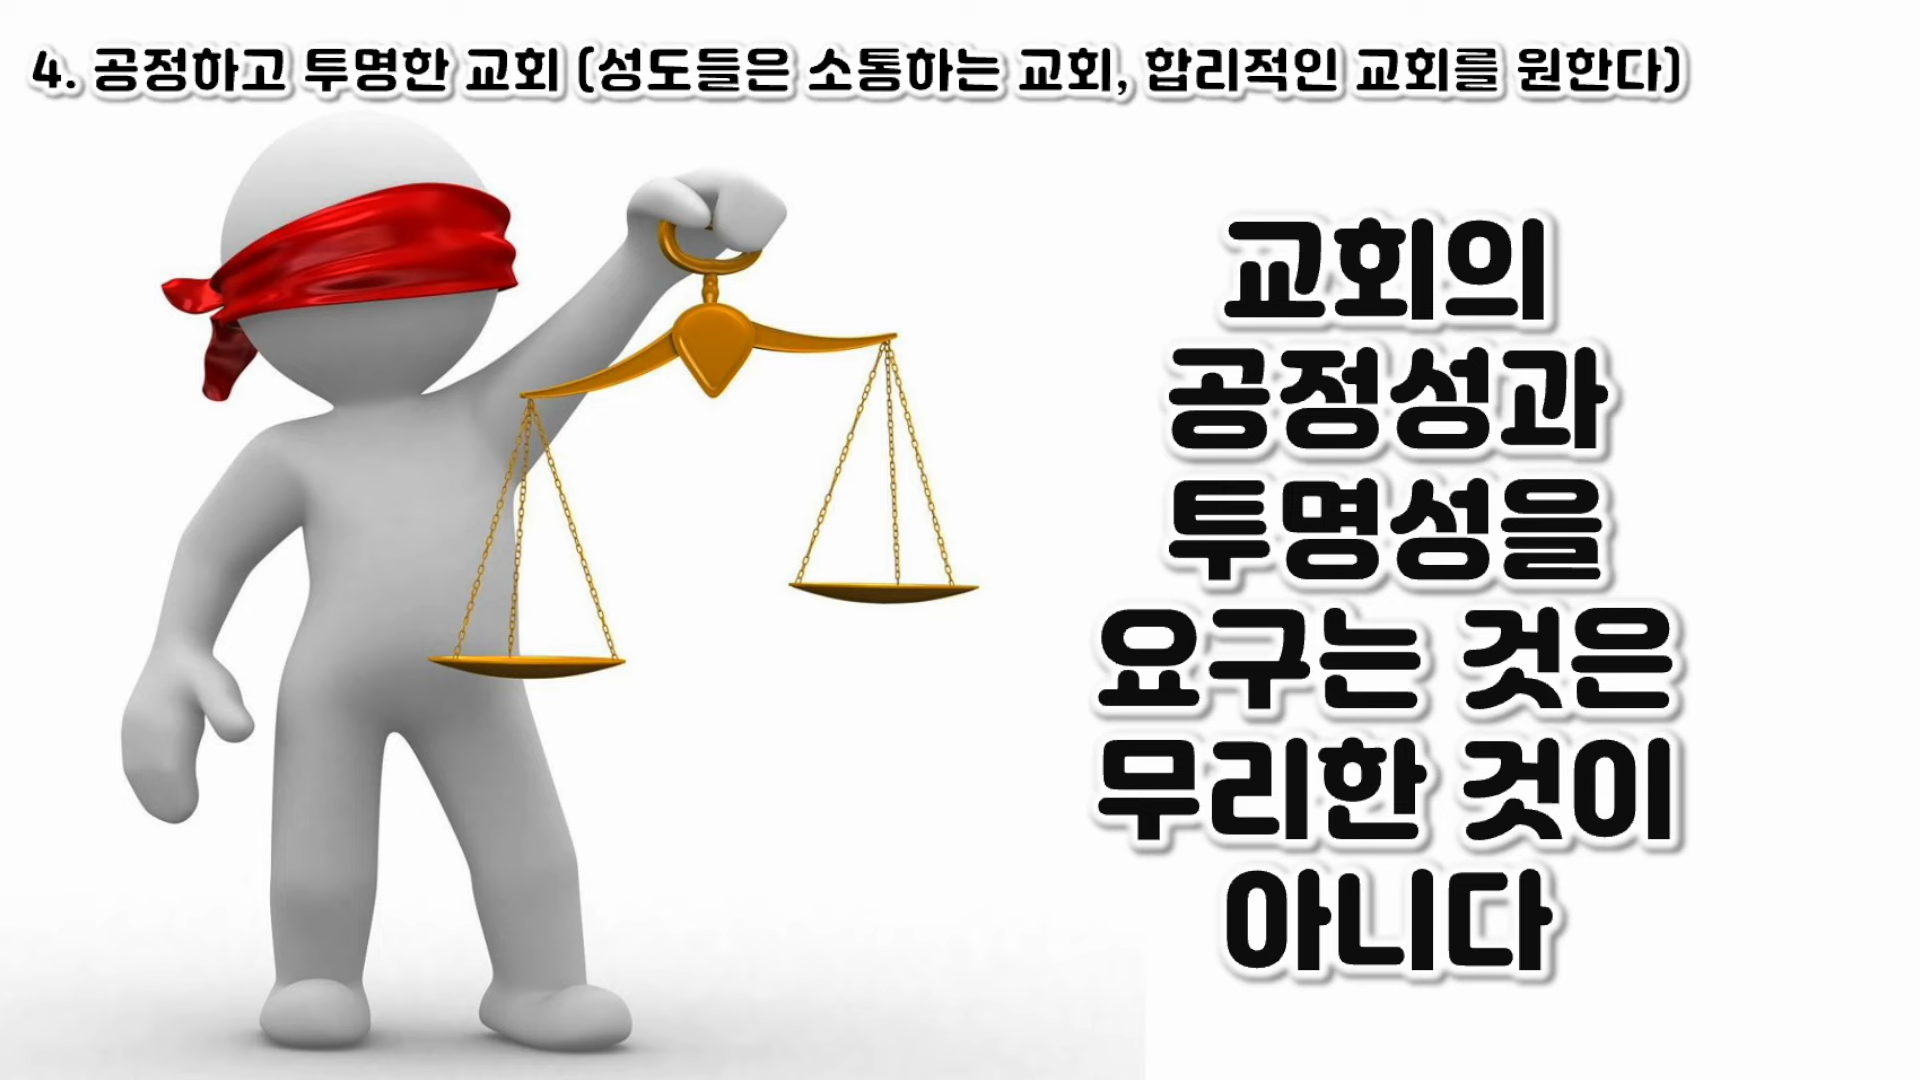 4. 공정하고 투명한 교회 (성도들은 소통하는 교회, 합리적인 교회를 원한다)
교회의
공정성과
투명성을
요구는 것은
무리한 것이
아니다